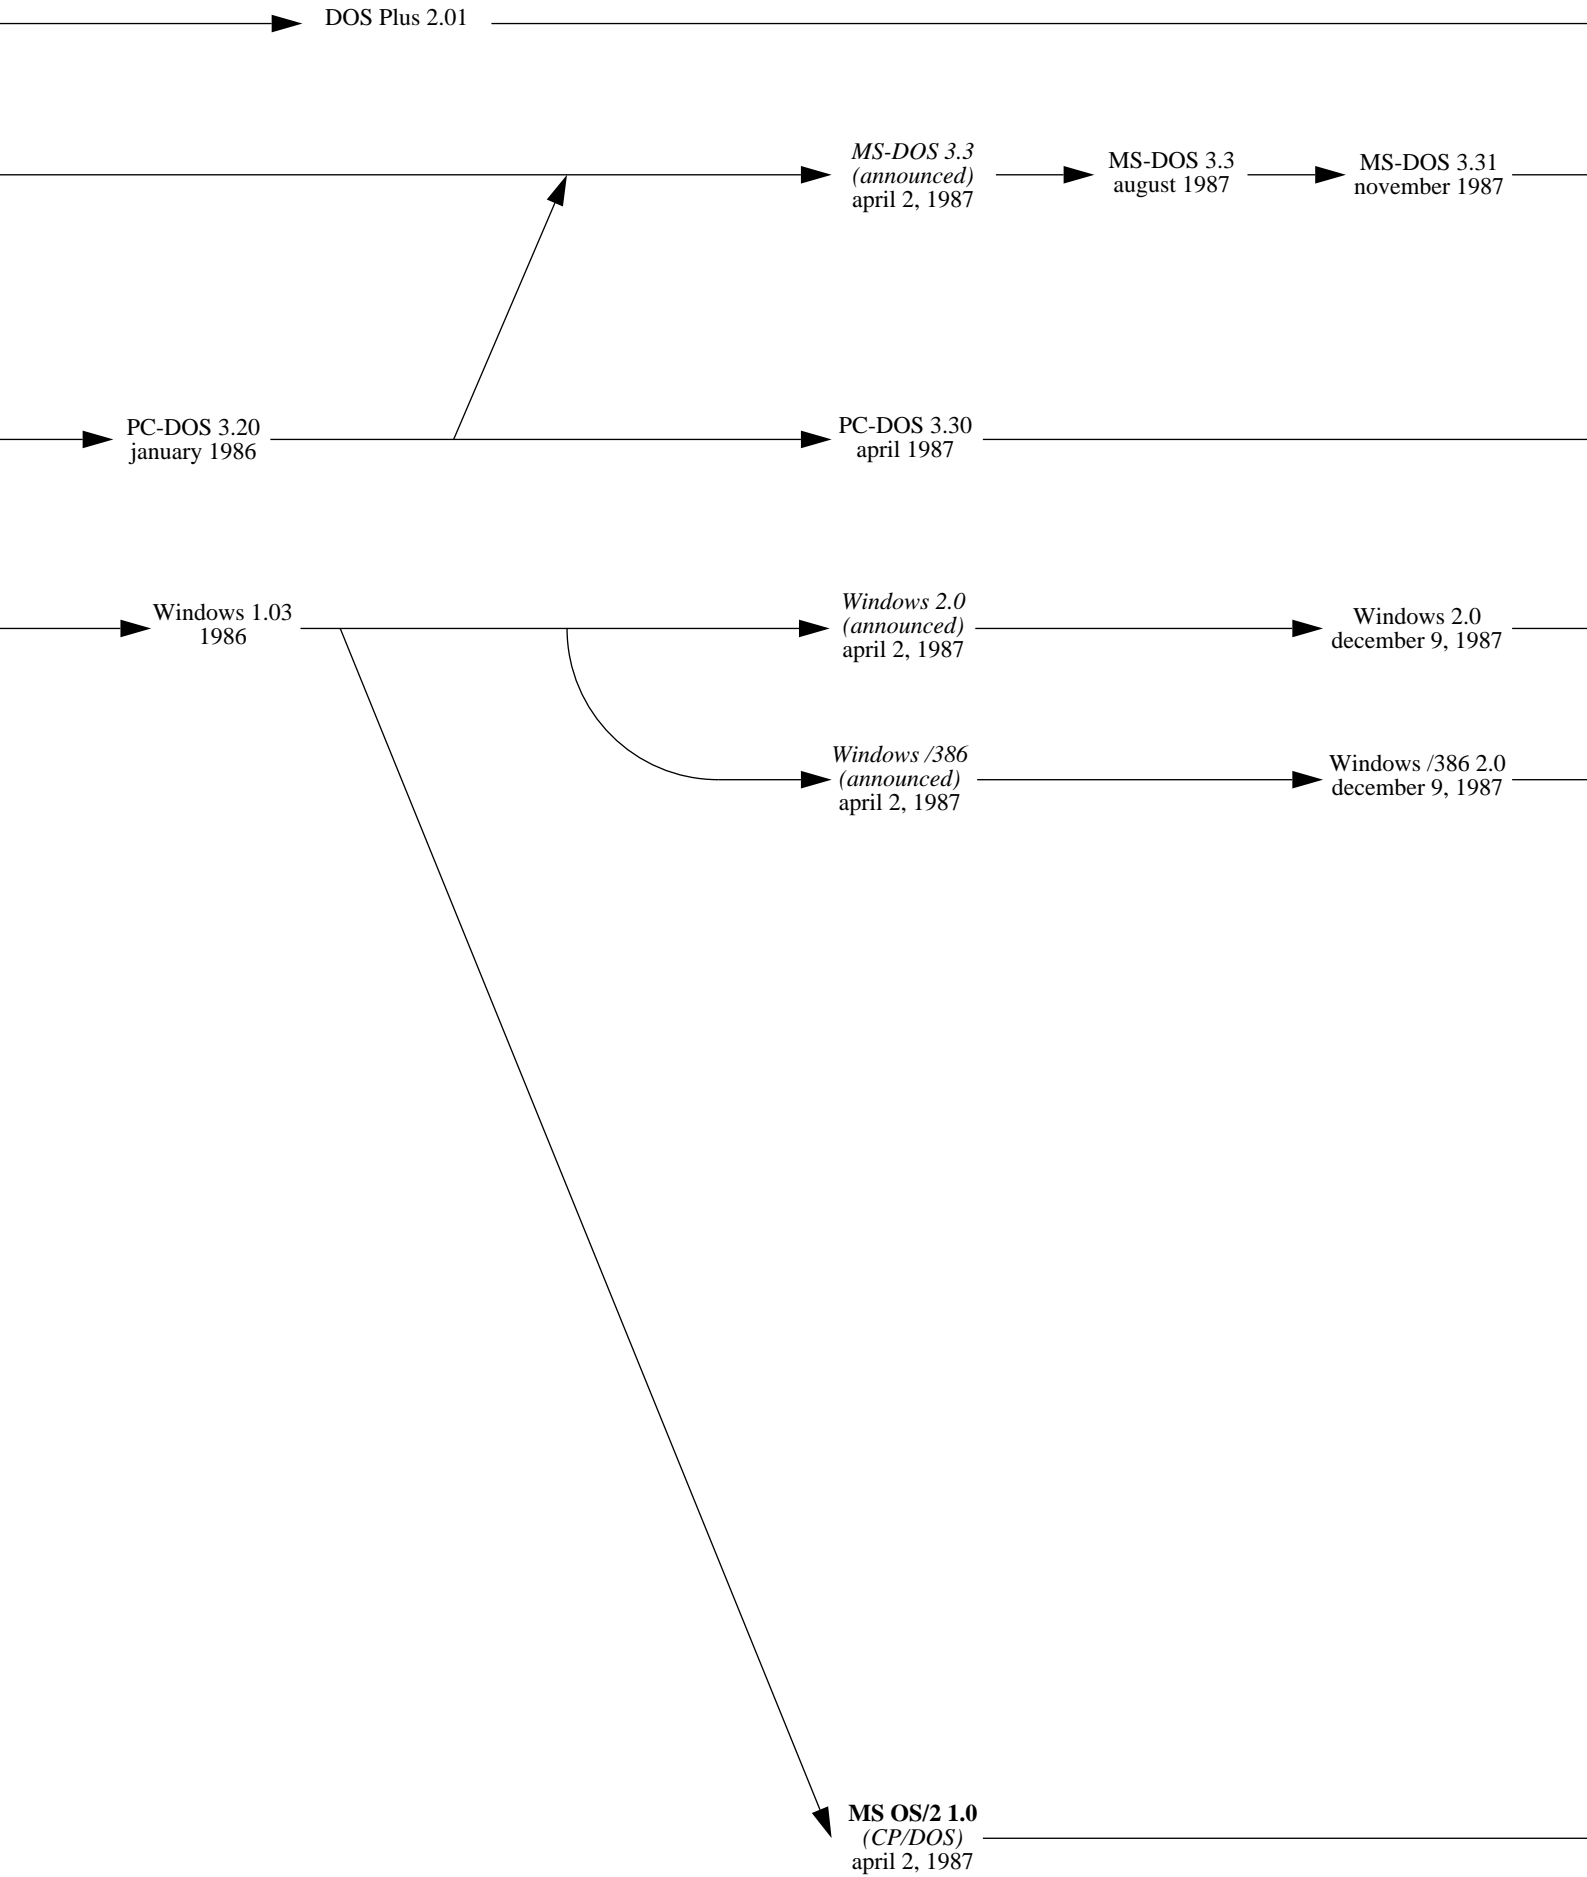 DOS Plus 2.01
MS-DOS 3.3
(announced)
april 2, 1987
MS-DOS 3.3
august 1987
MS-DOS 3.31
november 1987
PC-DOS 3.20
january 1986
PC-DOS 3.30
april 1987
Windows 1.03
1986
Windows 2.0
(announced)
april 2, 1987
Windows 2.0
december 9, 1987
Windows /386
(announced)
april 2, 1987
Windows /386 2.0
december 9, 1987
MS OS/2 1.0
(CP/DOS)
april 2, 1987